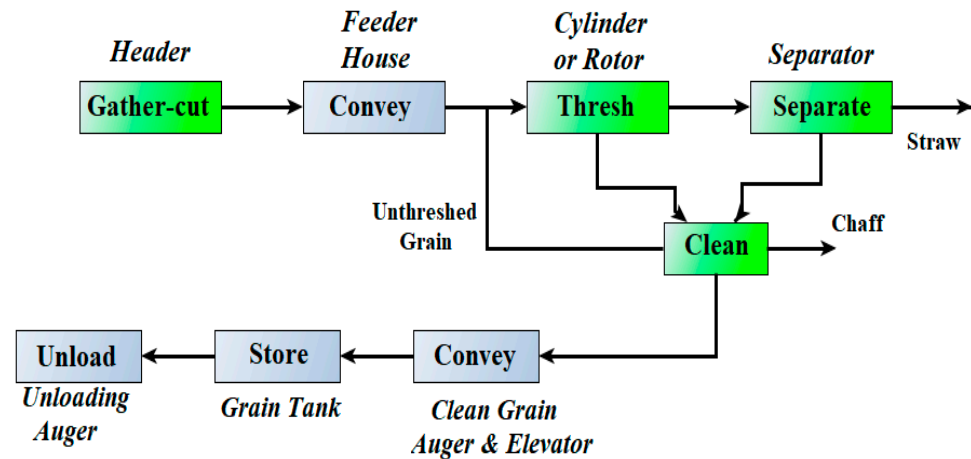 Header
Gather-cut
Feeder
House
Convey
Cylinder
or Rotor
Thresh
Separator
Separate
Straw
Unthreshed
Grain
Clean
Chaff
Unload
Unloading
Auger
Store
Grain Tank
Convey
Clean Grain
Auger & Elevator